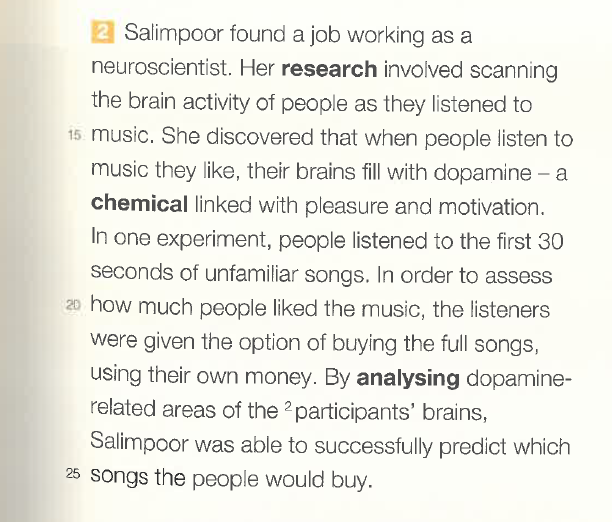 2 Salimpoor found a job working as a
neuroscientist. Her research involved scanning
the brain activity of people as they listened to
15 music. She discovered that when people listen to
music they like, their brains fill with dopamine – a
chemical linked with pleasure and motivation.
In one experiment, people listened to the first 30
seconds of unfamiliar songs. In order to assess
20 how much people liked the music, the listeners
were given the option of buying the full songs,
using their own money. By analysing dopamine-
related areas of the ²participants' brains,
Salimpoor was able to successfully predict which
25 songs the people would buy.